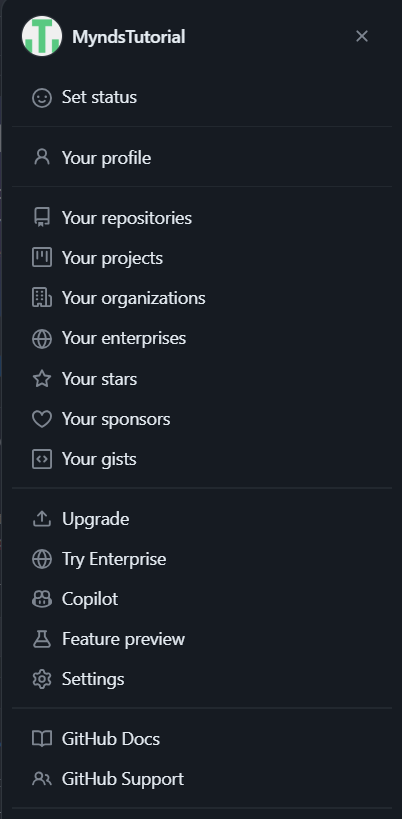 MyndsTutorial
Set status
Your profile
Your repositories
Your projects
Your organizations
Your enterprises
Your stars
Your sponsors
Your gists
Upgrade
Try Enterprise
Copilot
Feature preview
Settings
GitHub Docs
GitHub Support